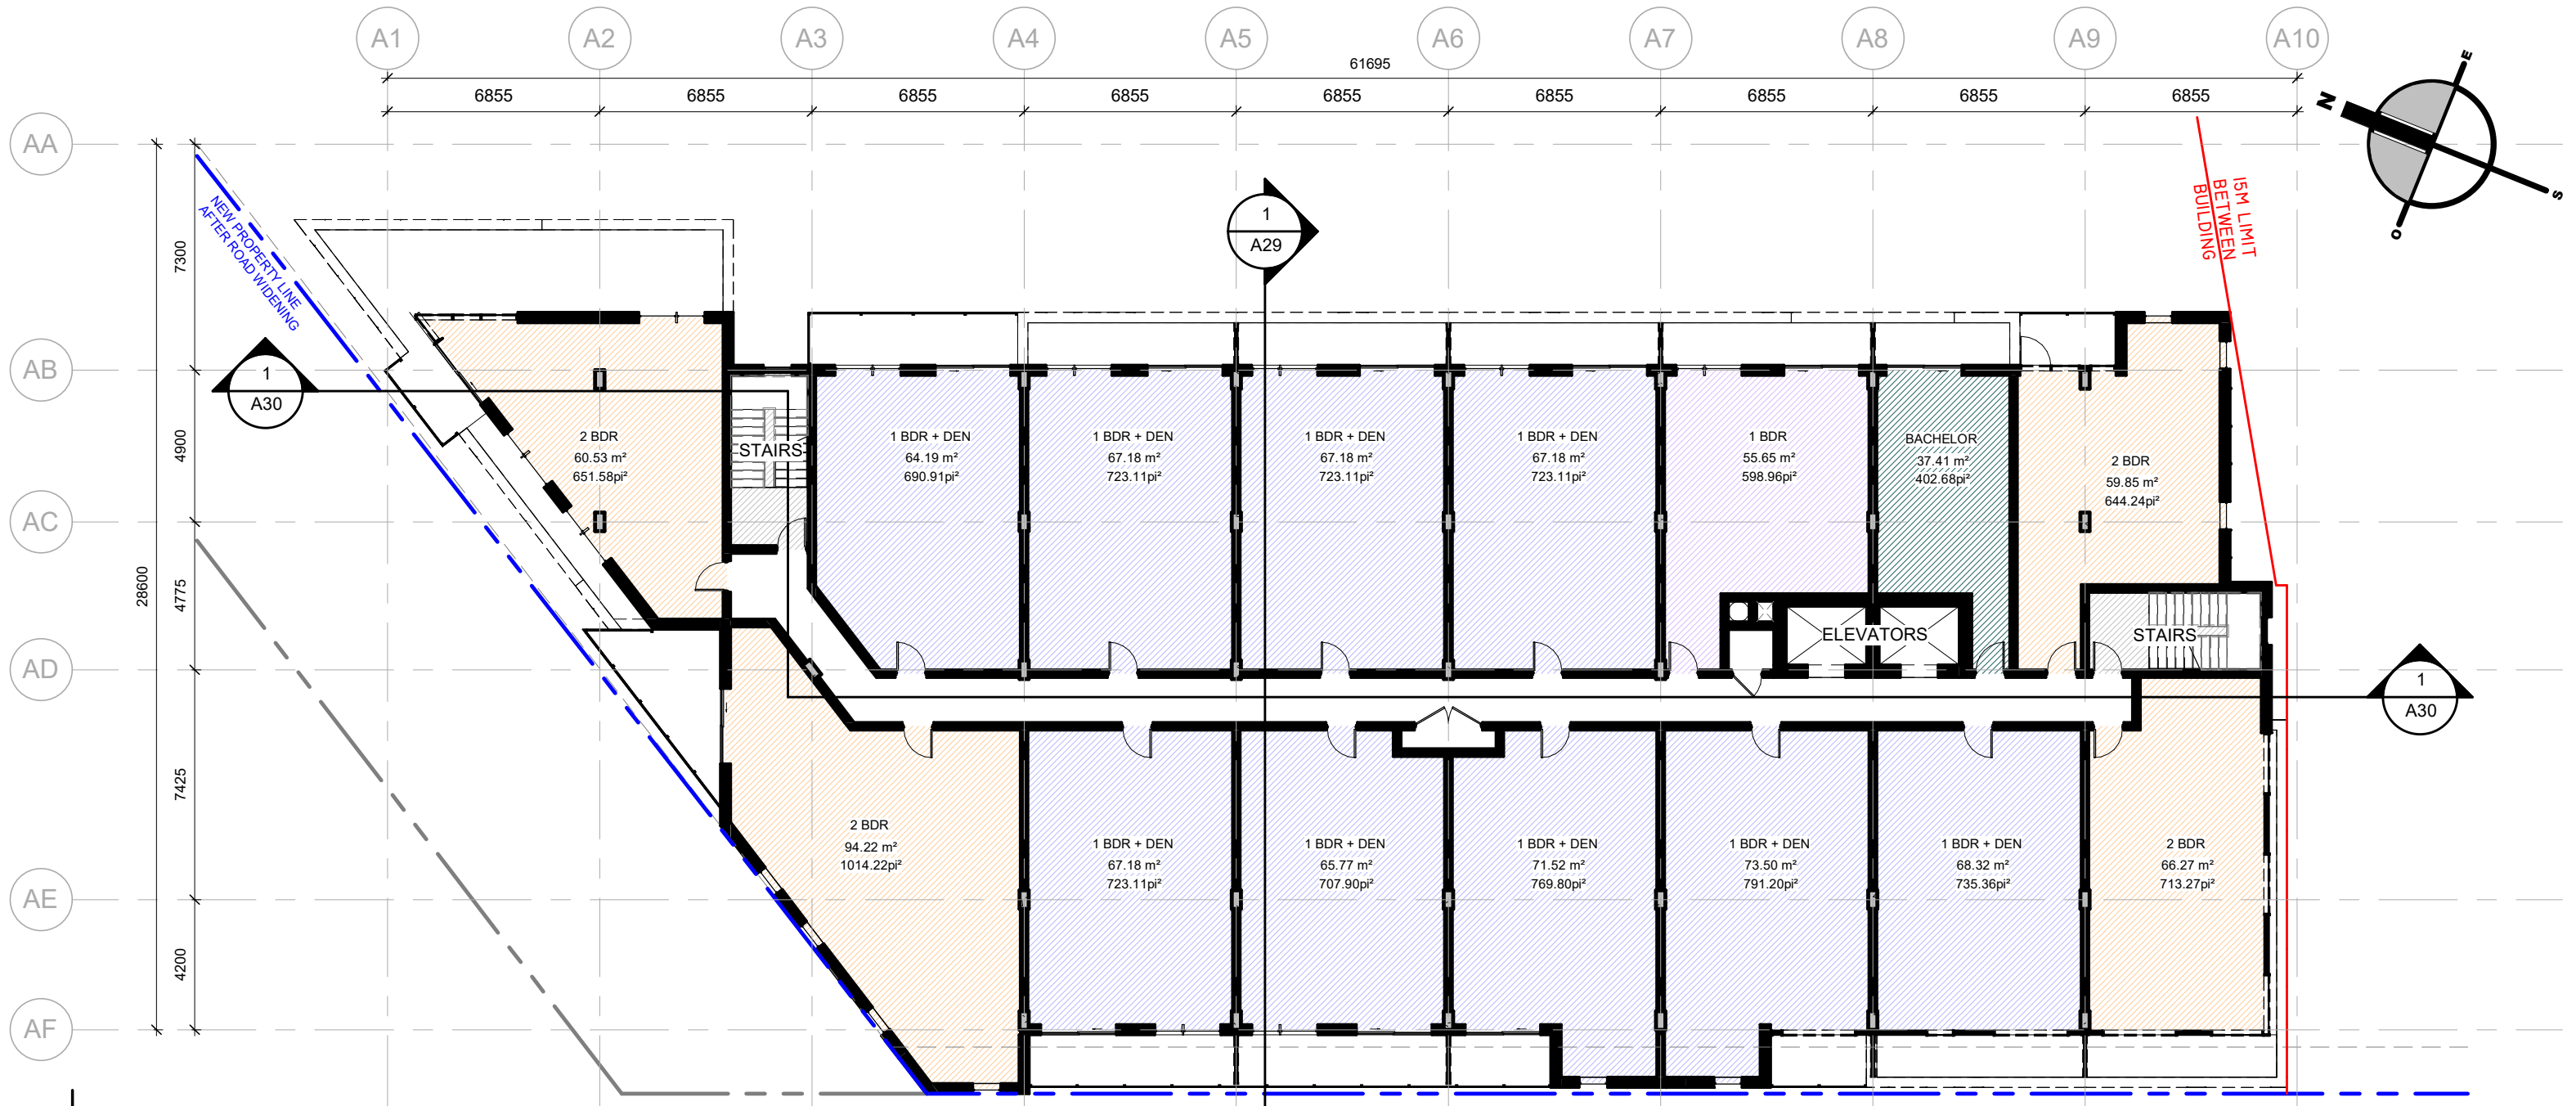 A1 A2 A3 A4 A5 A6 A7 A8 A9 A10
61695
6855 6855 6855 6855 6855 6855 6855 6855 6855
N
E
S
O
AA
AB
AC
AD
AE
AF
28600
7300
4900
4775
7425
4200
NEW PROPERTY LINE
AFTER ROAD WIDENING
15M LIMIT
BETWEEN
BUILDING
1
A29
1
A30
1
A30
2 BDR
60.53 m²
651.58pi²
STAIRS
1 BDR + DEN
64.19 m²
690.91pi²
1 BDR + DEN
67.18 m²
723.11pi²
1 BDR + DEN
67.18 m²
723.11pi²
1 BDR + DEN
67.18 m²
723.11pi²
1 BDR
55.65 m²
598.96pi²
BACHELOR
37.41 m²
402.68pi²
2 BDR
59.85 m²
644.24pi²
ELEVATORS
STAIRS
2 BDR
94.22 m²
1014.22pi²
1 BDR + DEN
67.18 m²
723.11pi²
1 BDR + DEN
65.77 m²
707.90pi²
1 BDR + DEN
71.52 m²
769.80pi²
1 BDR + DEN
73.50 m²
791.20pi²
1 BDR + DEN
68.32 m²
735.36pi²
2 BDR
66.27 m²
713.27pi²